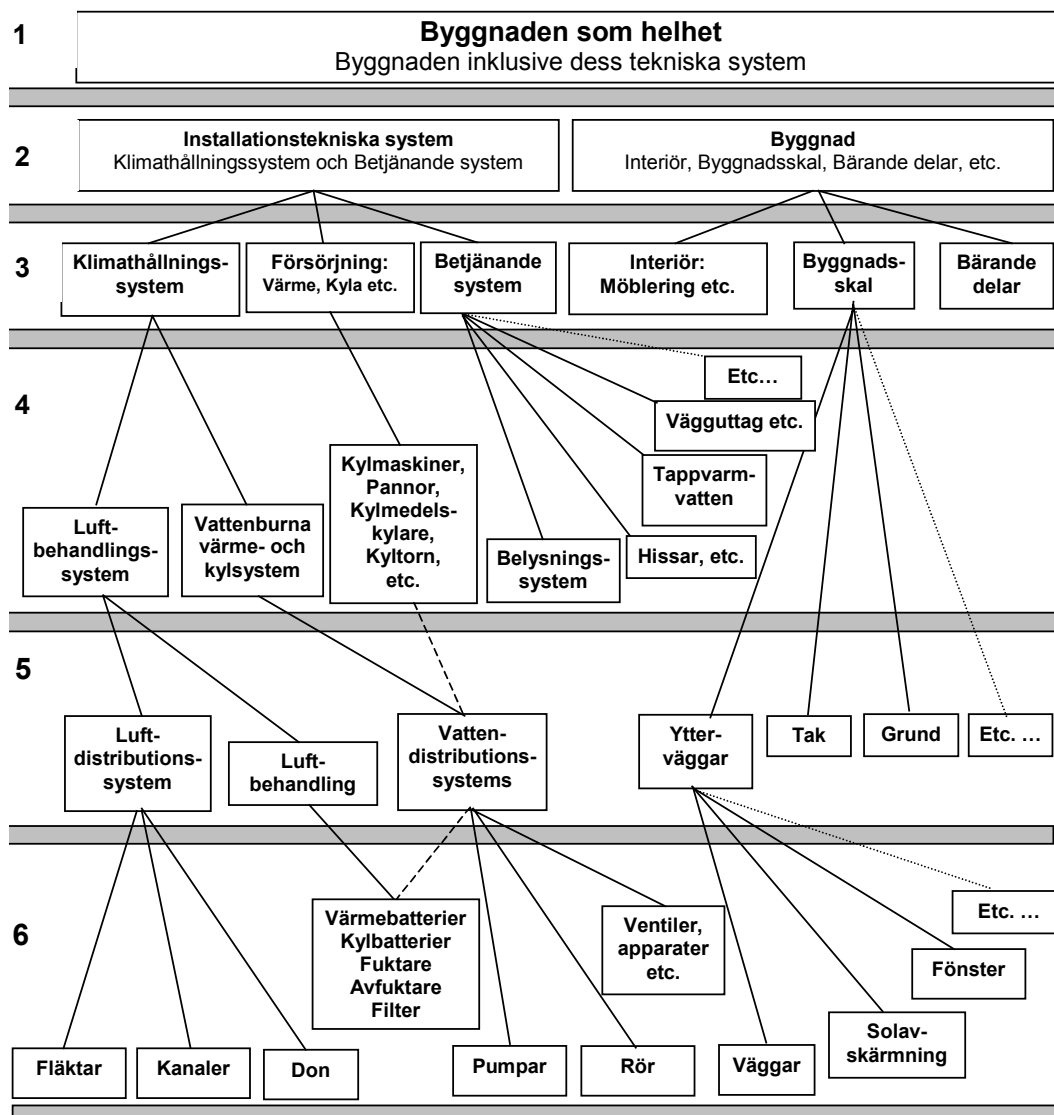 1
Byggnaden som helhet
Byggnaden inklusive dess tekniska system
2
Installationstekniska system
Klimathållningssystem och Betjänande system
Byggnad
Interiör, Byggnadsskal, Bärande delar, etc.
3
Klimathållnings-
system
Försörjning:
Värme, Kyla etc.
Betjänande
system
Interiör:
Möblering etc.
Byggnads-
skal
Bärande
delar
4
Etc…
Vägguttag etc.
Tappvarm-
vatten
Hissar, etc.
Belysnings-
system
Kylmaskiner,
Pannor,
Kylmedels-
kylare,
Kyltorn,
etc.
Luft-
behandlings-
system
Vattenburna
värme- och
kylsystem
5
Luft-
distributions-
system
Luft-
behandling
Vatten-
distributions-
systems
Ytter-
väggar
Tak
Grund
Etc. …
6
Värmebatterier
Kylbatterier
Fuktare
Avfuktare
Filter
Ventiler,
apparater
etc.
Etc. …
Fönster
Solav-
skärmning
Fläktar
Kanaler
Don
Pumpar
Rör
Väggar